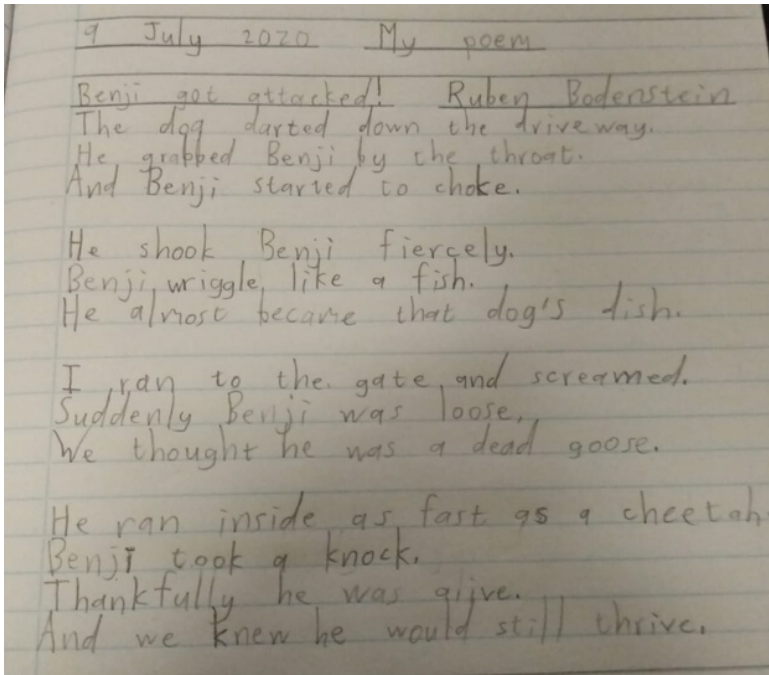 9 July 2020 My poem
Benji got attacked! Ruben Bodenstein
The dog darted down the driveway.
He grabbed Benji by the throat.
And Benji started to choke.
He shook Benji fiercely.
Benji wriggle like a fish.
He almost became that dog's dish.
I ran to the gate and screamed.
Suddenly Benji was loose.
We thought he was a dead goose.
He ran inside as fast as a cheetah
Benji took a knock.
Thankfully he was alive.
And we knew he would still thrive.